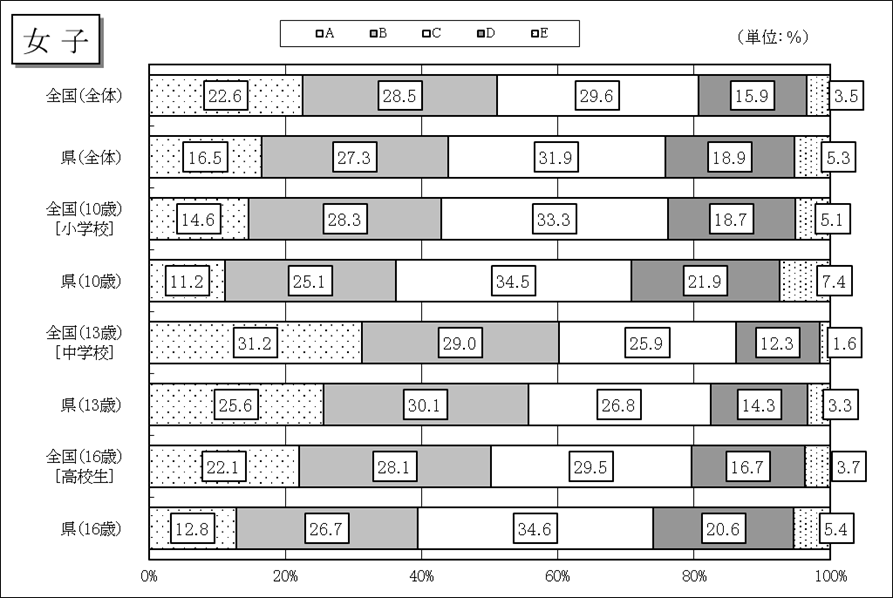 女子
A B C D E
（単位：％）
全国(全体) 22.6 28.5 29.6 15.9 3.5
県(全体) 16.5 27.3 31.9 18.9 5.3
全国(10歳)
[小学校] 14.6 28.3 33.3 18.7 5.1
県(10歳) 11.2 25.1 34.5 21.9 7.4
全国(13歳)
[中学校] 31.2 29.0 25.9 12.3 1.6
県(13歳) 25.6 30.1 26.8 14.3 3.3
全国(16歳)
[高校生] 22.1 28.1 29.5 16.7 3.7
県(16歳) 12.8 26.7 34.6 20.6 5.4
0% 20% 40% 60% 80% 100%